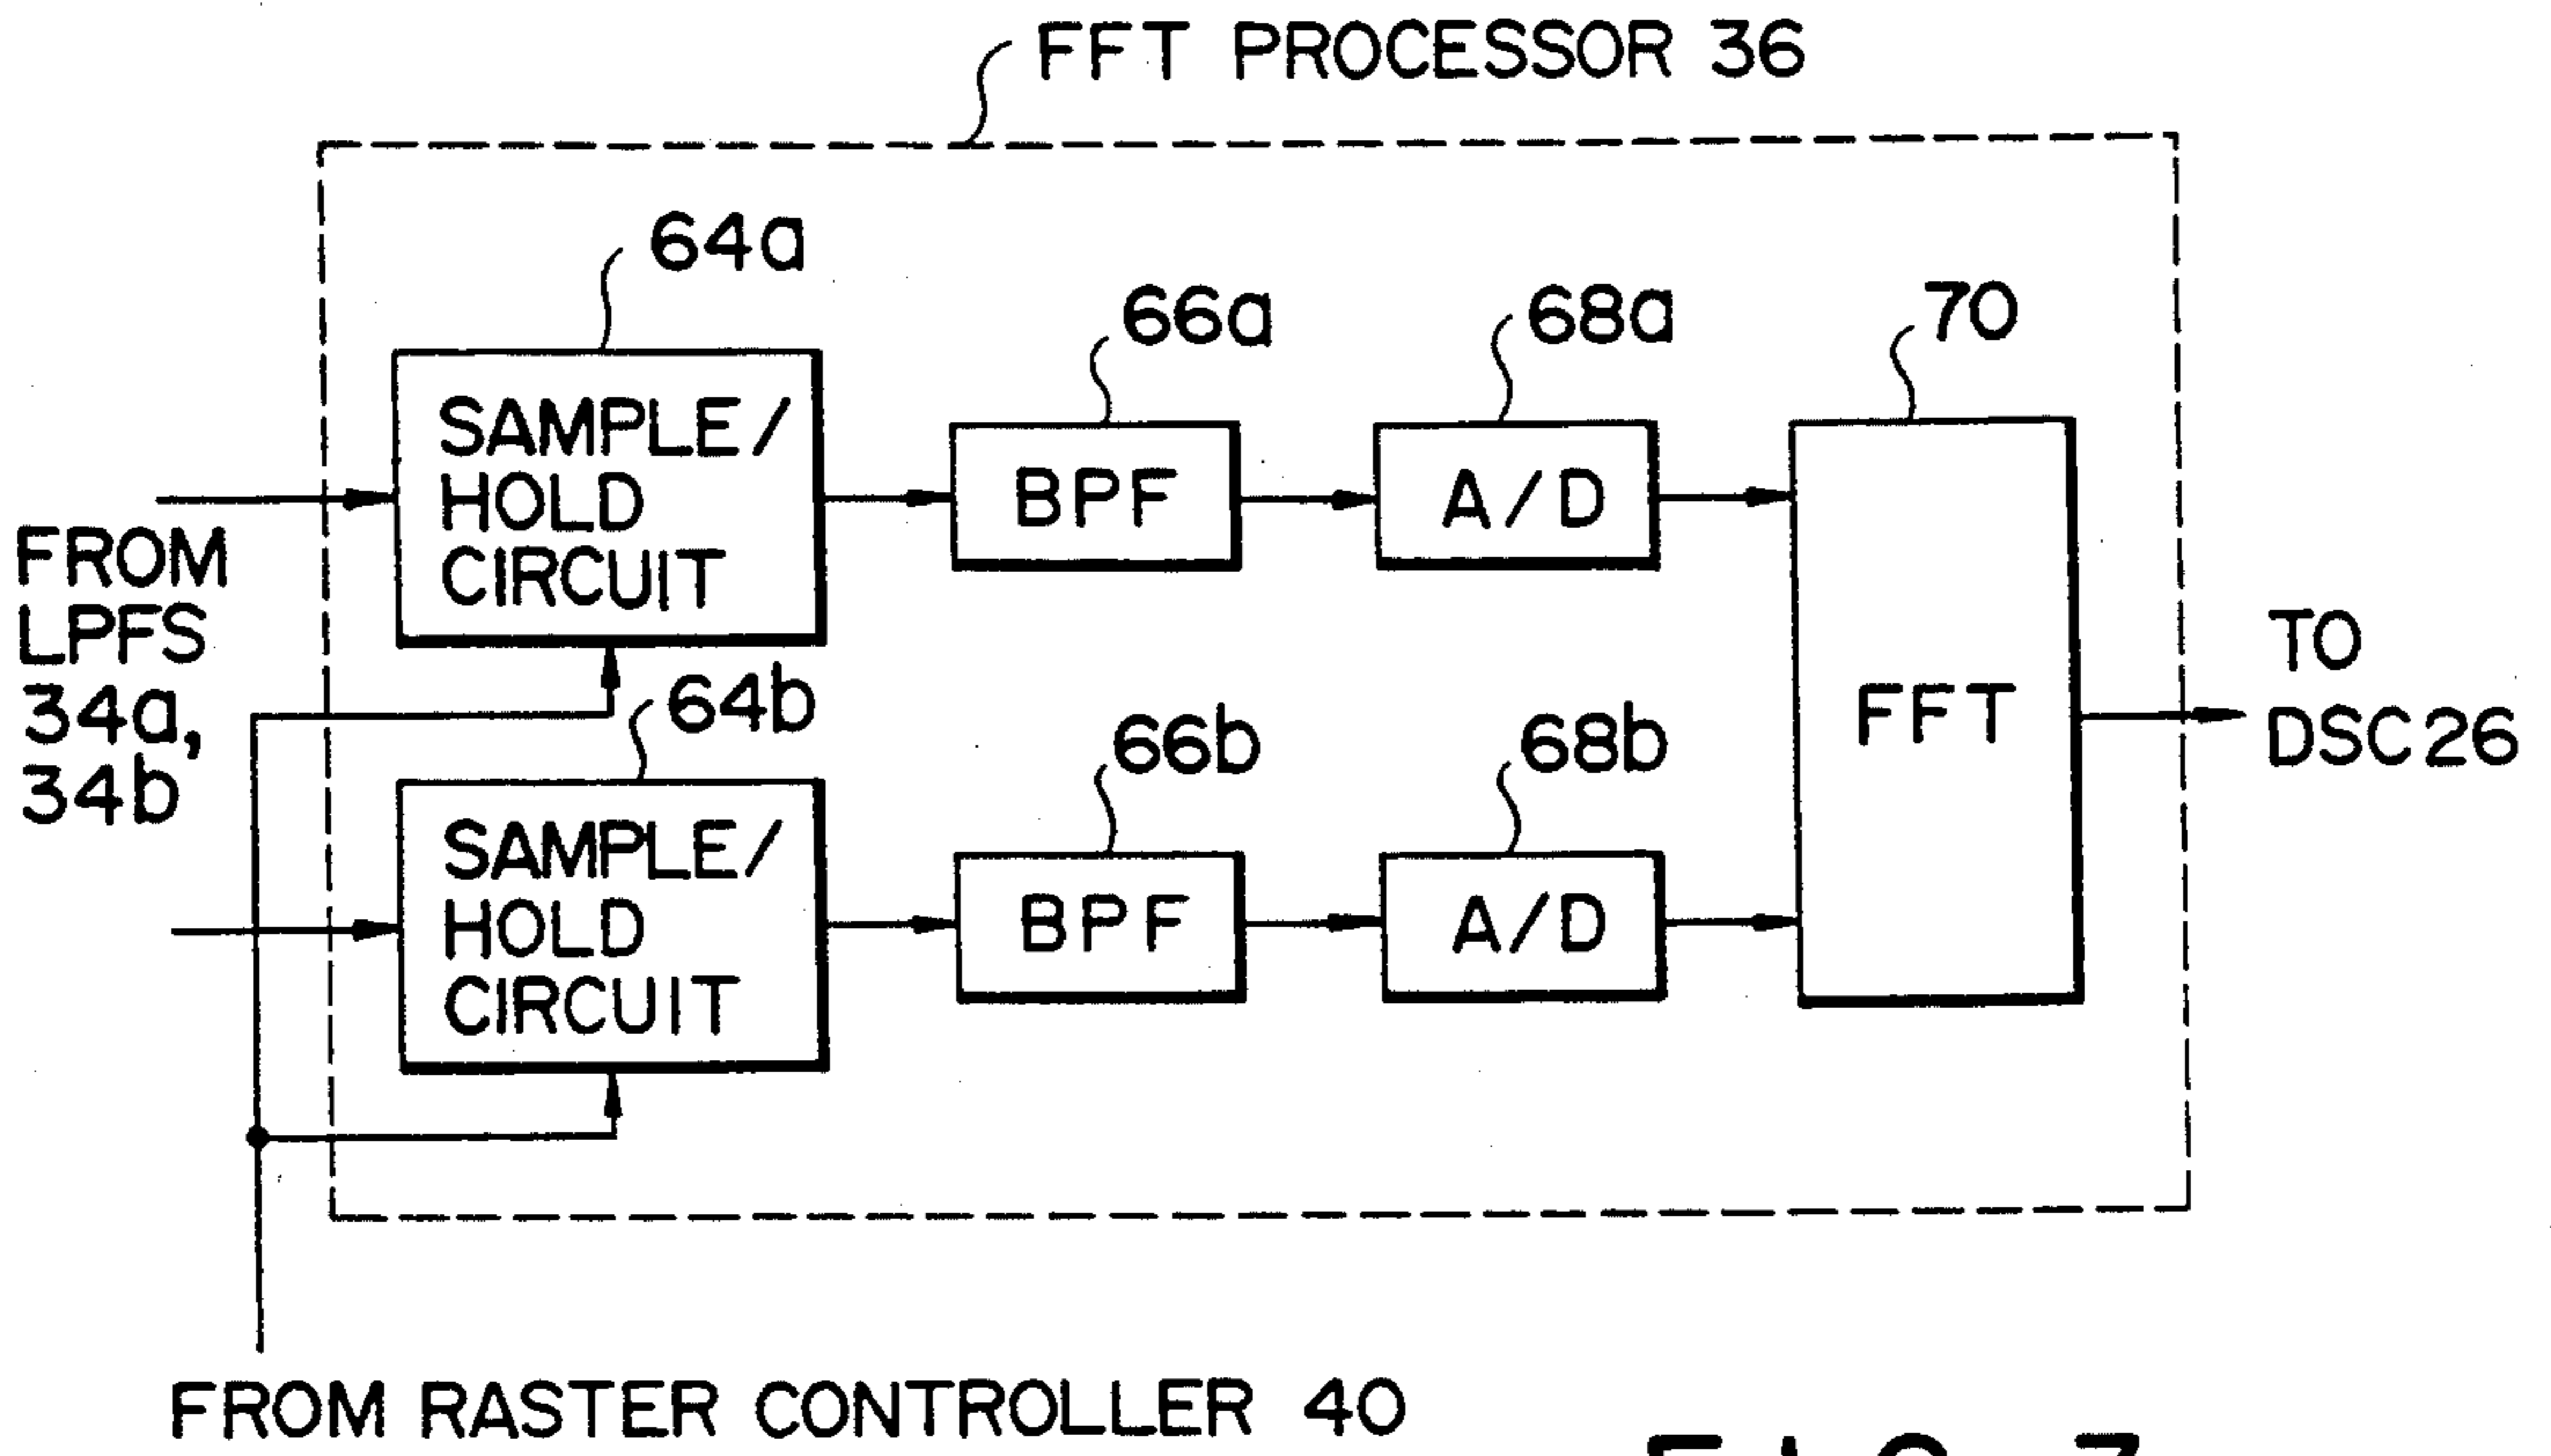 FFT PROCESSOR 36
64a
66a
68a
70
SAMPLE/
HOLD
CIRCUIT
BPF
A/D
FROM
LPFS
34a,
34b
64b
66b
68b
FFT
TO
DSC26
SAMPLE/
HOLD
CIRCUIT
BPF
A/D
FROM RASTER CONTROLLER 40